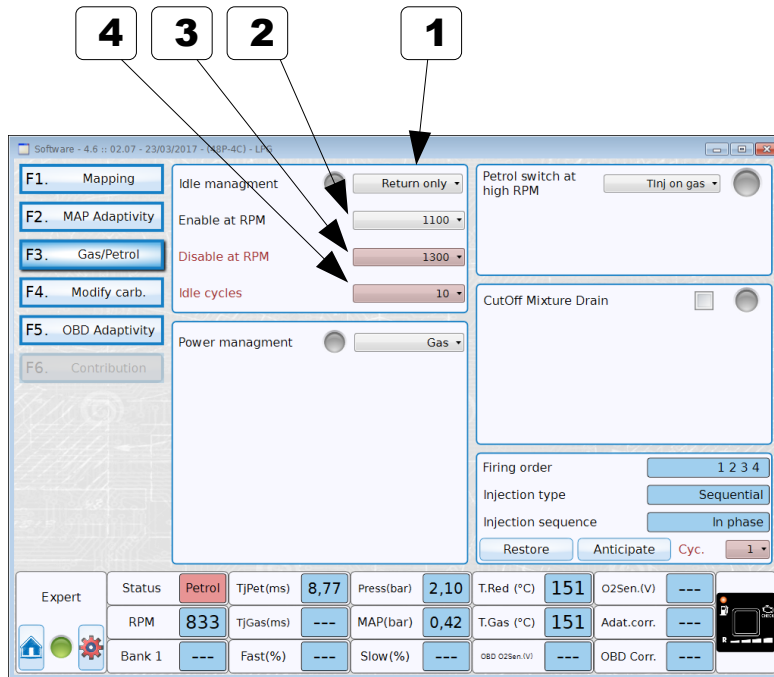 4 3 2 1
Software - 4.6 :: 02.07 - 23/03/2017 - (48P-4C) - LPG
F1. Mapping
F2. MAP Adaptivity
F3. Gas/Petrol
F4. Modify carb.
F5. OBD Adaptivity
F6. Contribution
Idle managment Return only
Enable at RPM 1100
Disable at RPM 1300
Idle cycles 10
Power managment Gas
Petrol switch at
high RPM
TInj on gas
CutOff Mixture Drain
Firing order 1 2 3 4
Injection type Sequential
Injection sequence In phase
Restore Anticipate Cyc. 1
Expert
Status Petrol TjPet(ms) 8,77 Press(bar) 2,10 T.Red (°C) 151 O2Sen.(V) ---
RPM 833 TjGas(ms) --- MAP(bar) 0,42 T.Gas (°C) 151 Adat.corr. ---
Bank 1 --- Fast(%) --- Slow(%) --- OBD O2Sen.(V) --- OBD Corr. ---
CHECK
R